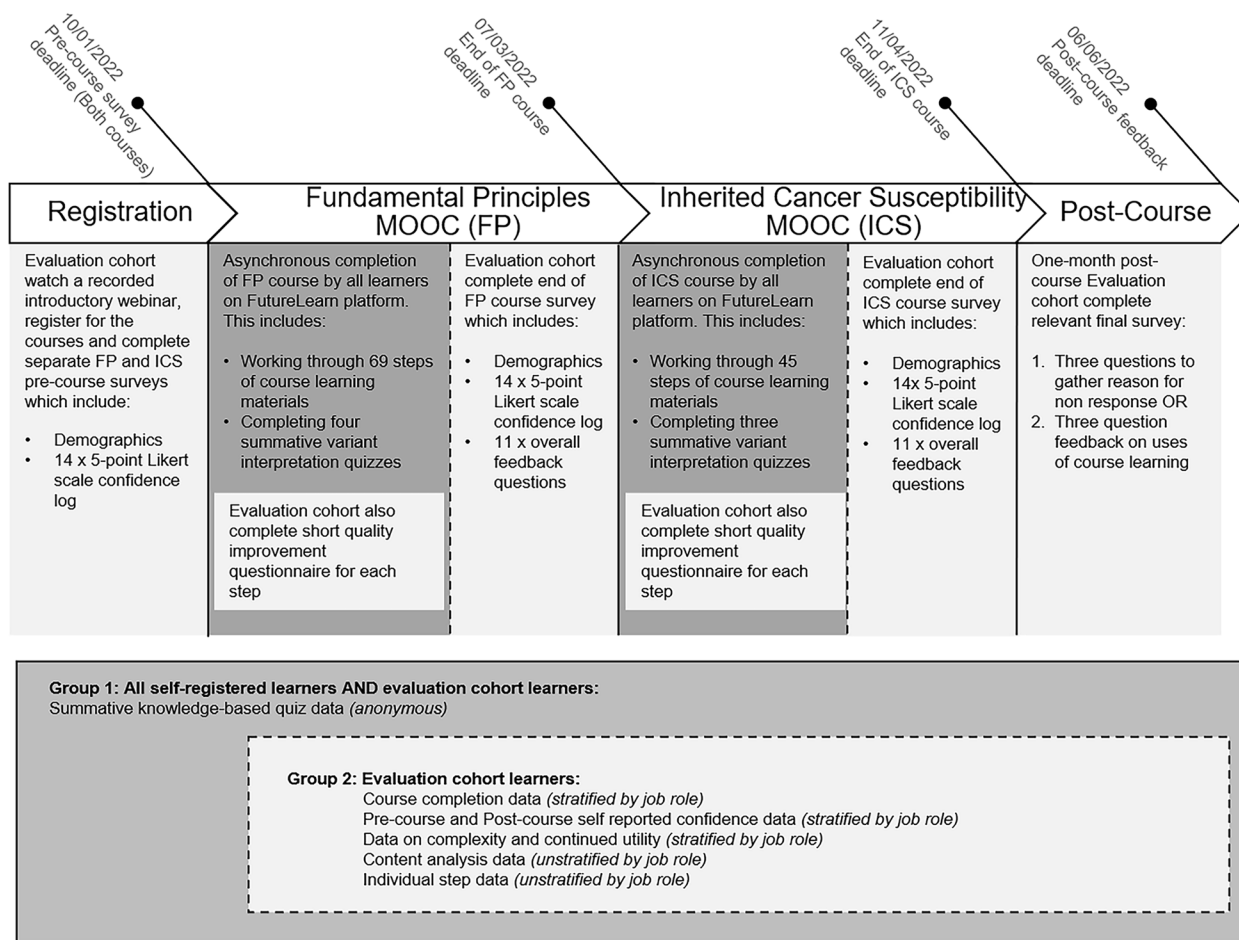 10/01/2022
Pre-course survey
deadline (Both courses)
07/03/2022
End of FP course
deadline
11/04/2022
End of ICS course
deadline
06/06/2022
Post–course feedback
deadline
Registration
Fundamental Principles
MOOC (FP)
Inherited Cancer Susceptibility
MOOC (ICS)
Post-Course
Evaluation cohort
watch a recorded
introductory webinar,
register for the
courses and complete
separate FP and ICS
pre-course surveys
which include:
• Demographics
• 14 x 5-point Likert
scale confidence
log
Asynchronous completion
of FP course by all learners
on FutureLearn platform.
This includes:
• Working through 69 steps
of course learning
materials
• Completing four
summative variant
interpretation quizzes
Evaluation cohort also
complete short quality
improvement
questionnaire for each
step
Evaluation cohort
complete end of
FP course survey
which includes:
• Demographics
• 14 x 5-point
Likert scale
confidence log
• 11 x overall
feedback
questions
Asynchronous completion
of ICS course by all
learners on FutureLearn
platform. This includes:
• Working through 45
steps of course learning
materials
• Completing three
summative variant
interpretation quizzes
Evaluation cohort also
complete short quality
improvement
questionnaire for each
step
Evaluation cohort
complete end of
ICS course survey
which includes:
• Demographics
• 14x 5-point
Likert scale
confidence log
• 11 x overall
feedback
questions
One-month post-
course Evaluation
cohort complete
relevant final survey:
1. Three questions to
gather reason for
non response OR
2. Three question
feedback on uses
of course learning
Group 1: All self-registered learners AND evaluation cohort learners:
Summative knowledge-based quiz data (anonymous)
Group 2: Evaluation cohort learners:
Course completion data (stratified by job role)
Pre-course and Post-course self reported confidence data (stratified by job role)
Data on complexity and continued utility (stratified by job role)
Content analysis data (unstratified by job role)
Individual step data (unstratified by job role)